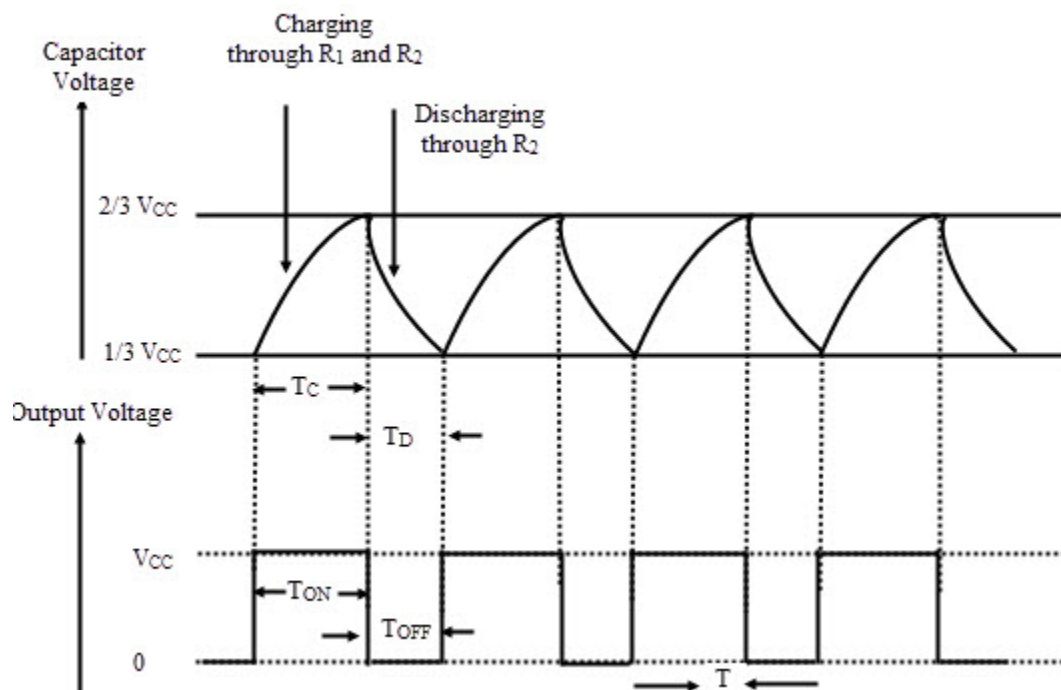 Charging
through R₁ and R₂
Capacitor
Voltage
Discharging
through R₂
2/3 VCC
1/3 VCC
TC
Output Voltage
TD
VCC
TON
TOFF
0
T